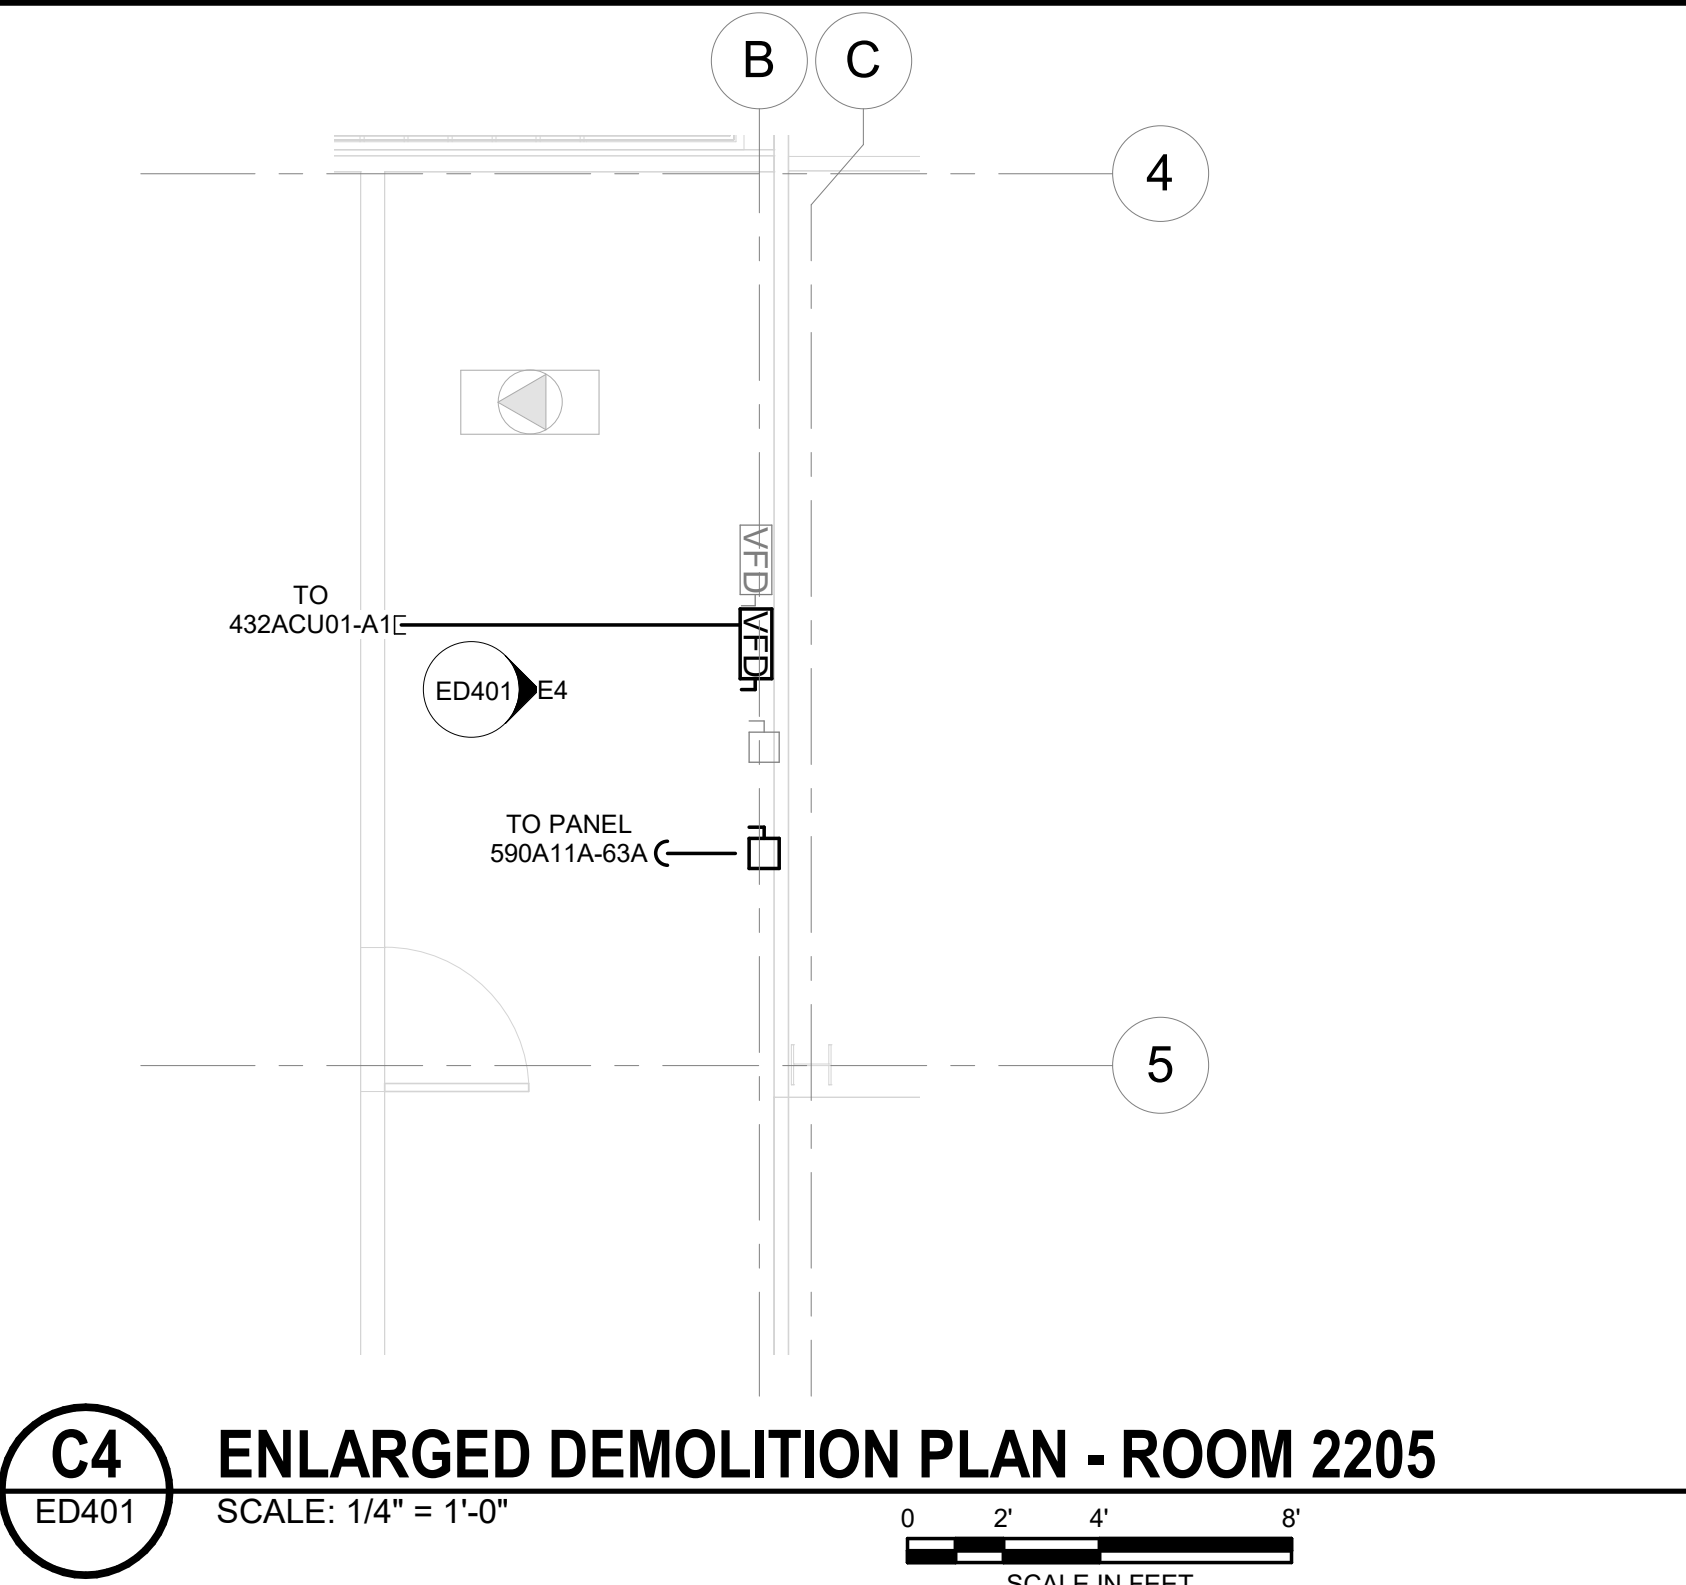 B
C
4
VFD
TO
432ACU01-A1
VFD
ED401
E4
TO PANEL
590A11A-63A
5
C4
ED401
ENLARGED DEMOLITION PLAN - ROOM 2205
SCALE: 1/4" = 1'-0"
0 2' 4' 8'
SCALE IN FEET